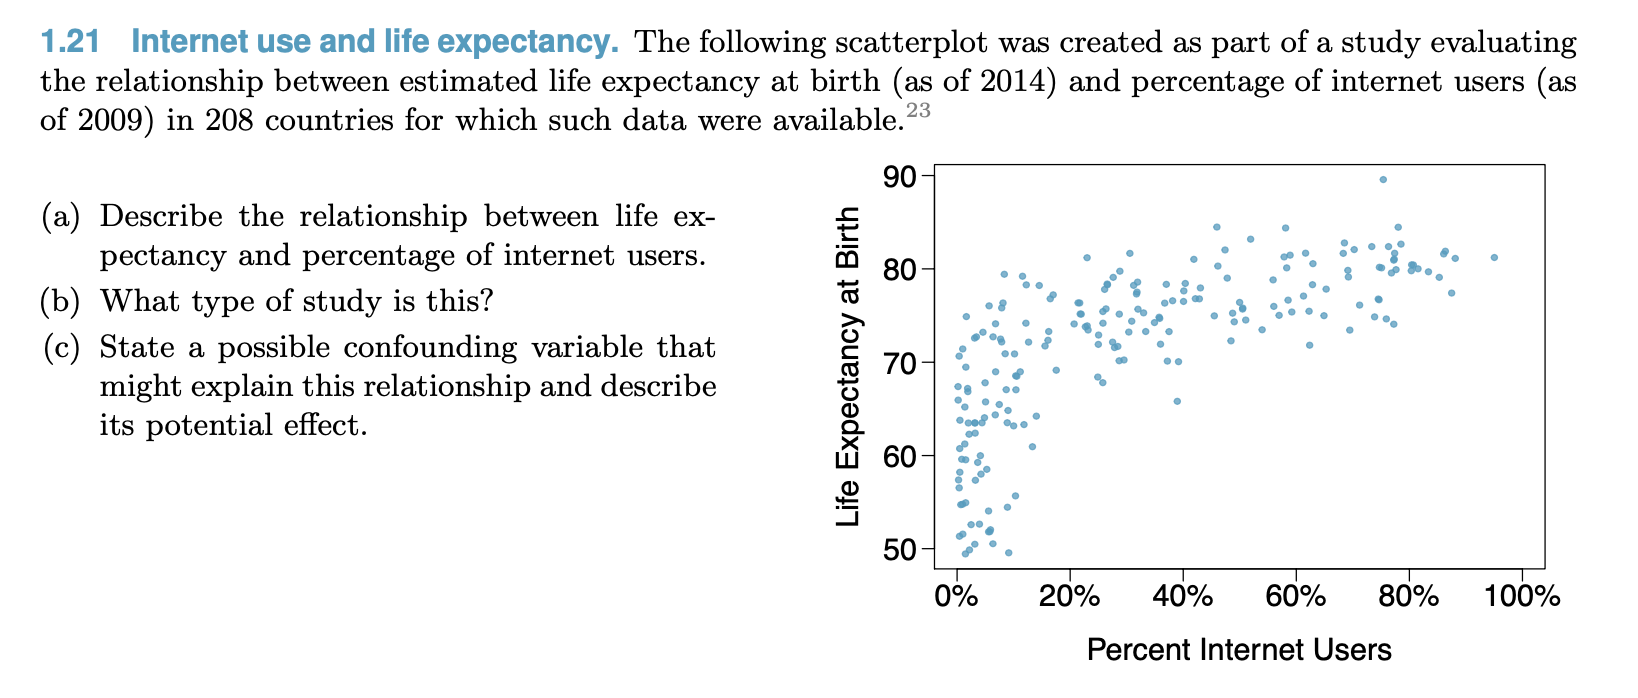 1.21 Internet use and life expectancy. The following scatterplot was created as part of a study evaluating
the relationship between estimated life expectancy at birth (as of 2014) and percentage of internet users (as
of 2009) in 208 countries for which such data were available.23
(a) Describe the relationship between life ex-
pectancy and percentage of internet users.
(b) What type of study is this?
(c) State a possible confounding variable that
might explain this relationship and describe
its potential effect.
Life Expectancy at Birth
90
80
70
60
50
0% 20% 40% 60% 80% 100%
Percent Internet Users